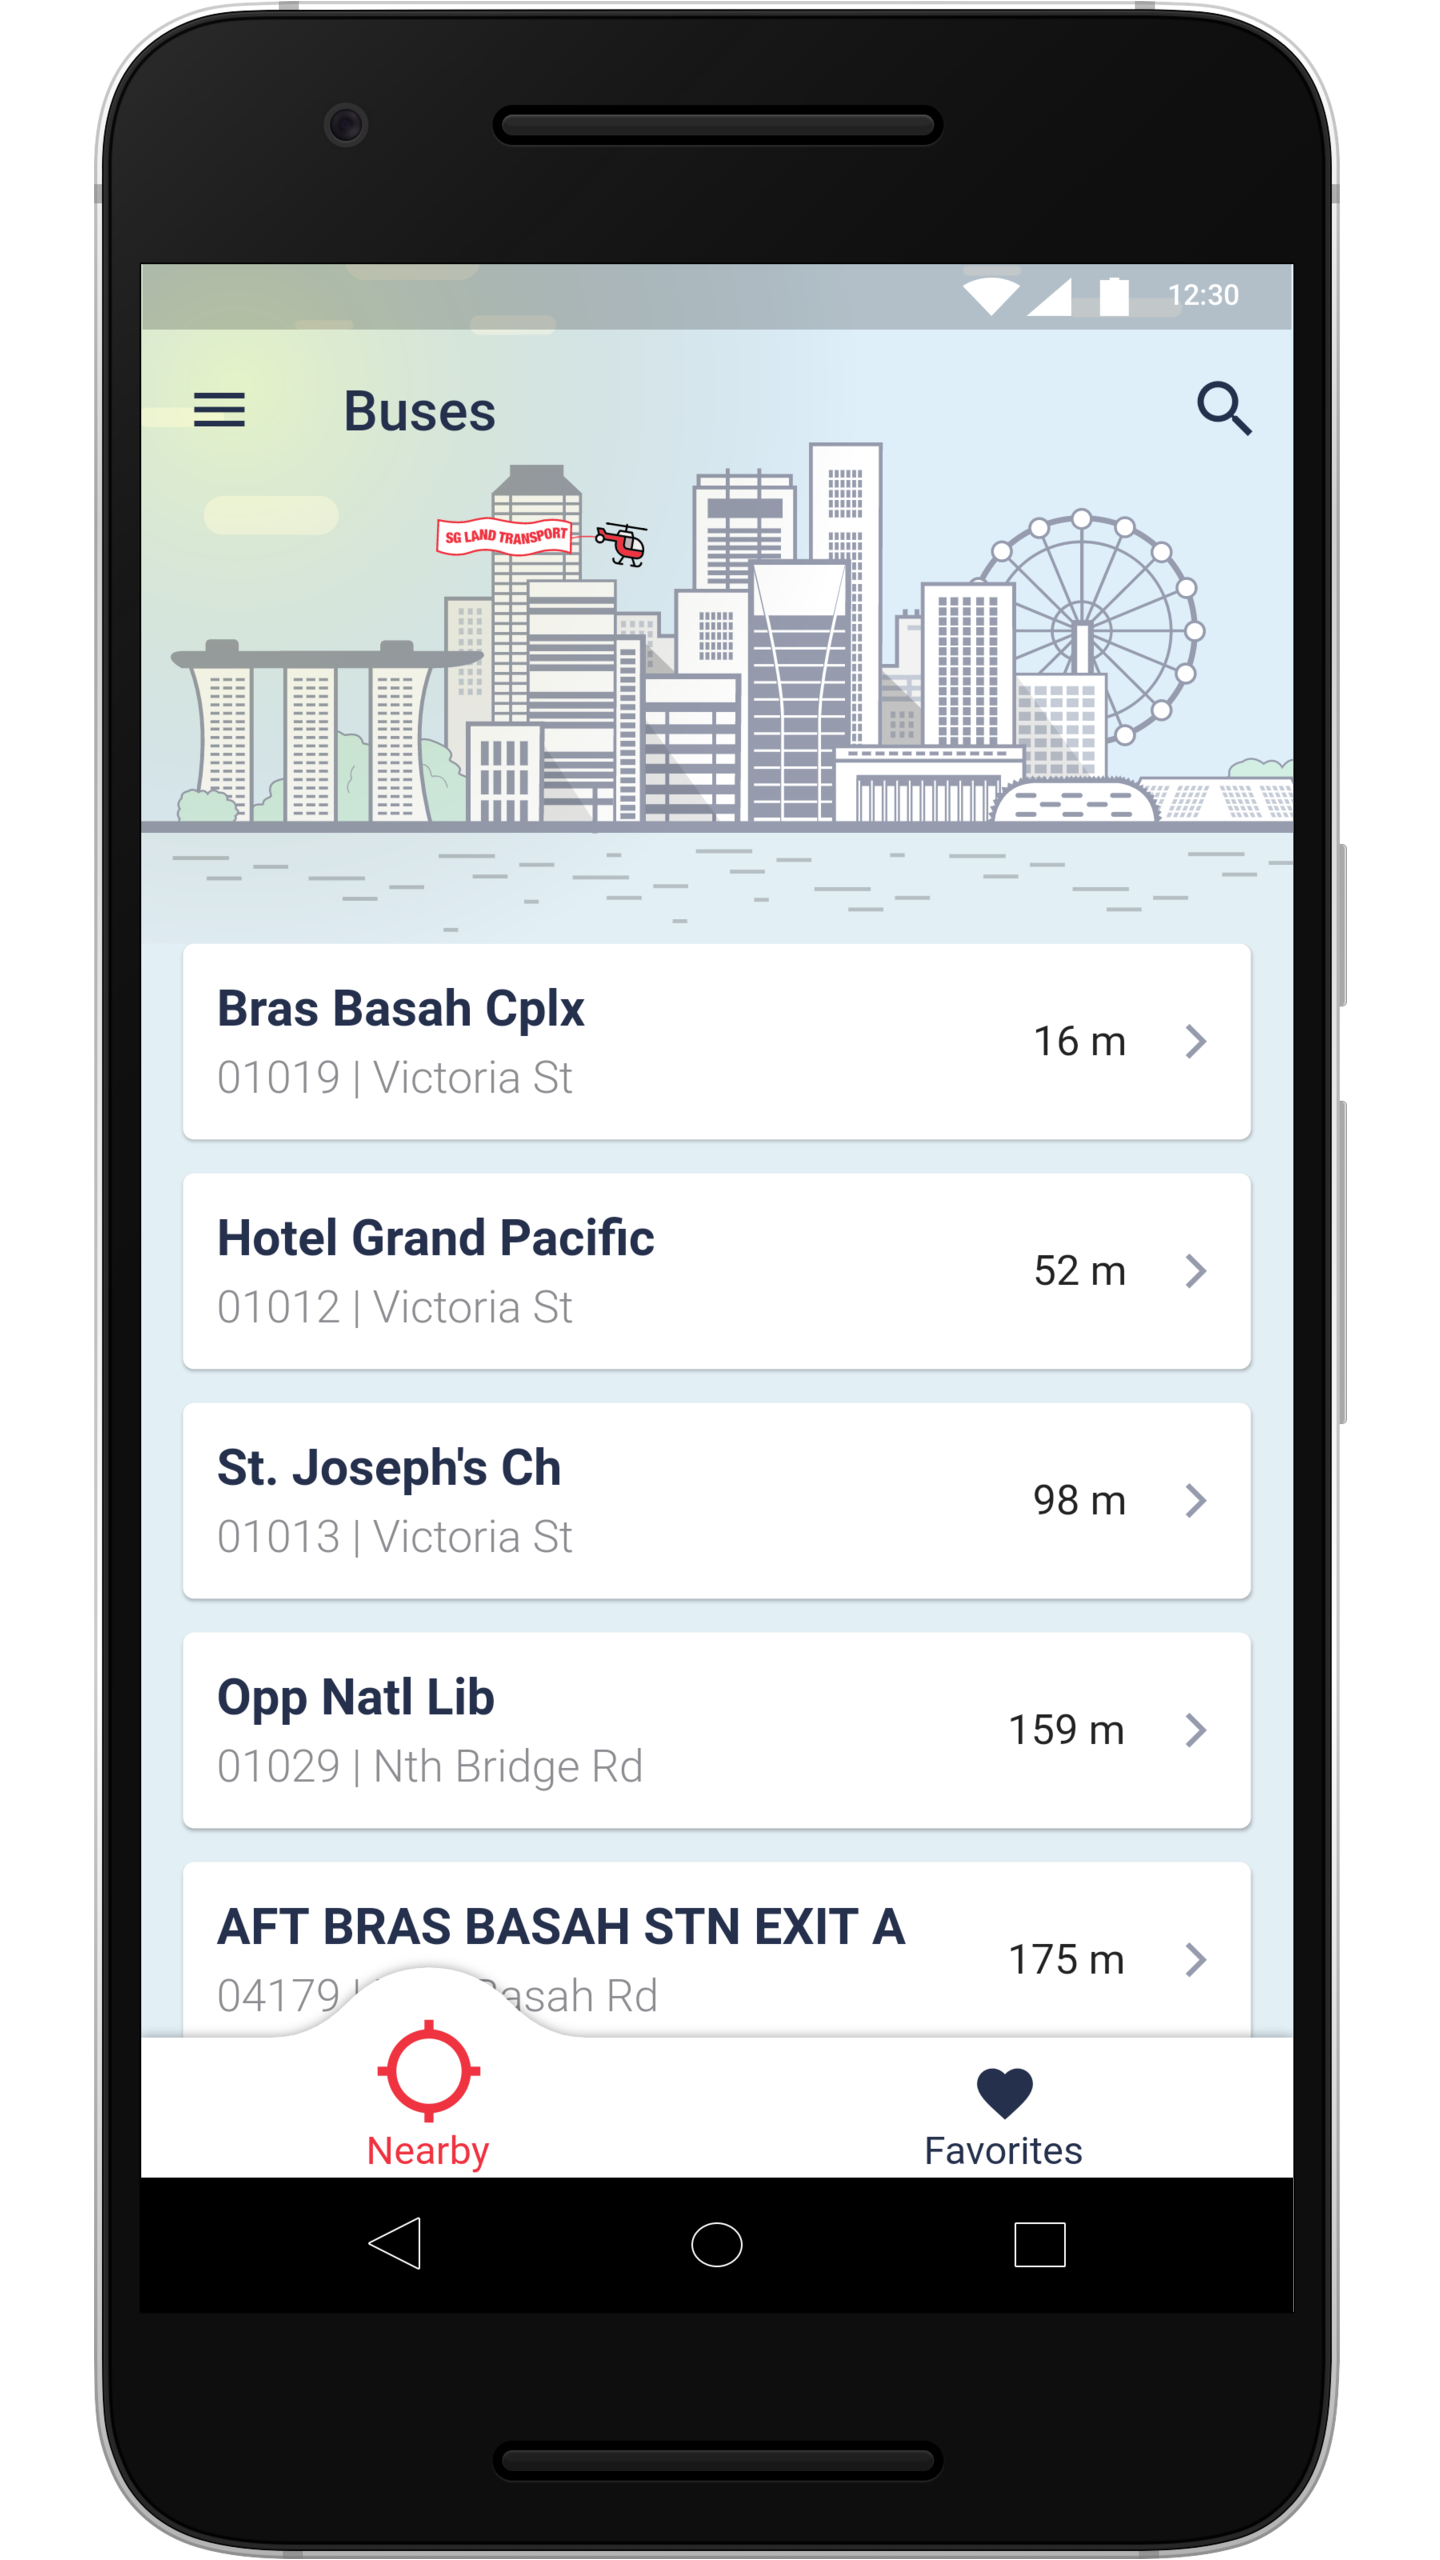 12:30
Buses
SG LAND TRANSPORT
Bras Basah Cplx
16 m
01019 | Victoria St
Hotel Grand Pacific
52 m
01012 | Victoria St
St. Joseph's Ch
98 m
01013 | Victoria St
Opp Natl Lib
159 m
01029 | Nth Bridge Rd
AFT BRAS BASAH STN EXIT A
175 m
04179 | Rd
Nearby
Favorites